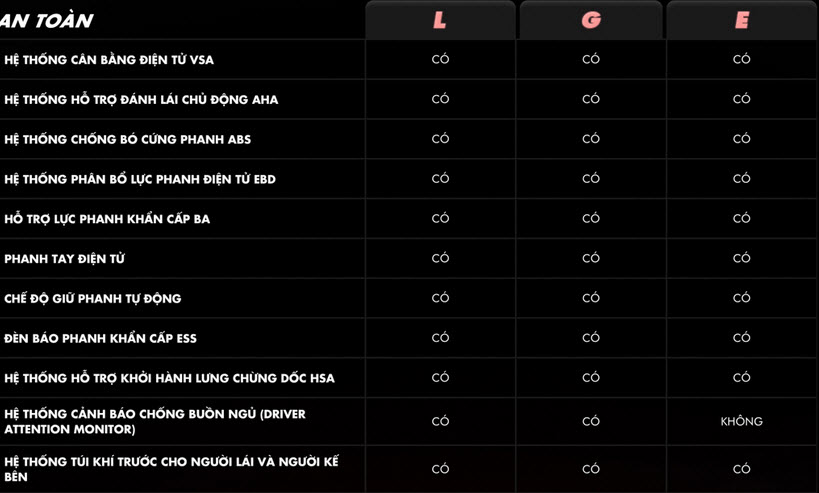 AN TOÀN L G E
HỆ THỐNG CÂN BẰNG ĐIỆN TỬ VSA CÓ CÓ CÓ
HỆ THỐNG HỖ TRỢ ĐÁNH LÁI CHỦ ĐỘNG AHA CÓ CÓ CÓ
HỆ THỐNG CHỐNG BÓ CỨNG PHANH ABS CÓ CÓ CÓ
HỆ THỐNG PHÂN BỔ LỰC PHANH ĐIỆN TỬ EBD CÓ CÓ CÓ
HỖ TRỢ LỰC PHANH KHẨN CẤP BA CÓ CÓ CÓ
PHANH TAY ĐIỆN TỬ CÓ CÓ CÓ
CHẾ ĐỘ GIỮ PHANH TỰ ĐỘNG CÓ CÓ CÓ
ĐÈN BÁO PHANH KHẨN CẤP ESS CÓ CÓ CÓ
HỆ THỐNG HỖ TRỢ KHỞI HÀNH LƯNG CHỪNG DỐC HSA CÓ CÓ CÓ
HỆ THỐNG CẢNH BÁO CHỐNG BUỒN NGỦ (DRIVER
ATTENTION MONITOR) CÓ CÓ KHÔNG
HỆ THỐNG TÚI KHÍ TRƯỚC CHO NGƯỜI LÁI VÀ NGƯỜI KẾ
BÊN CÓ CÓ CÓ